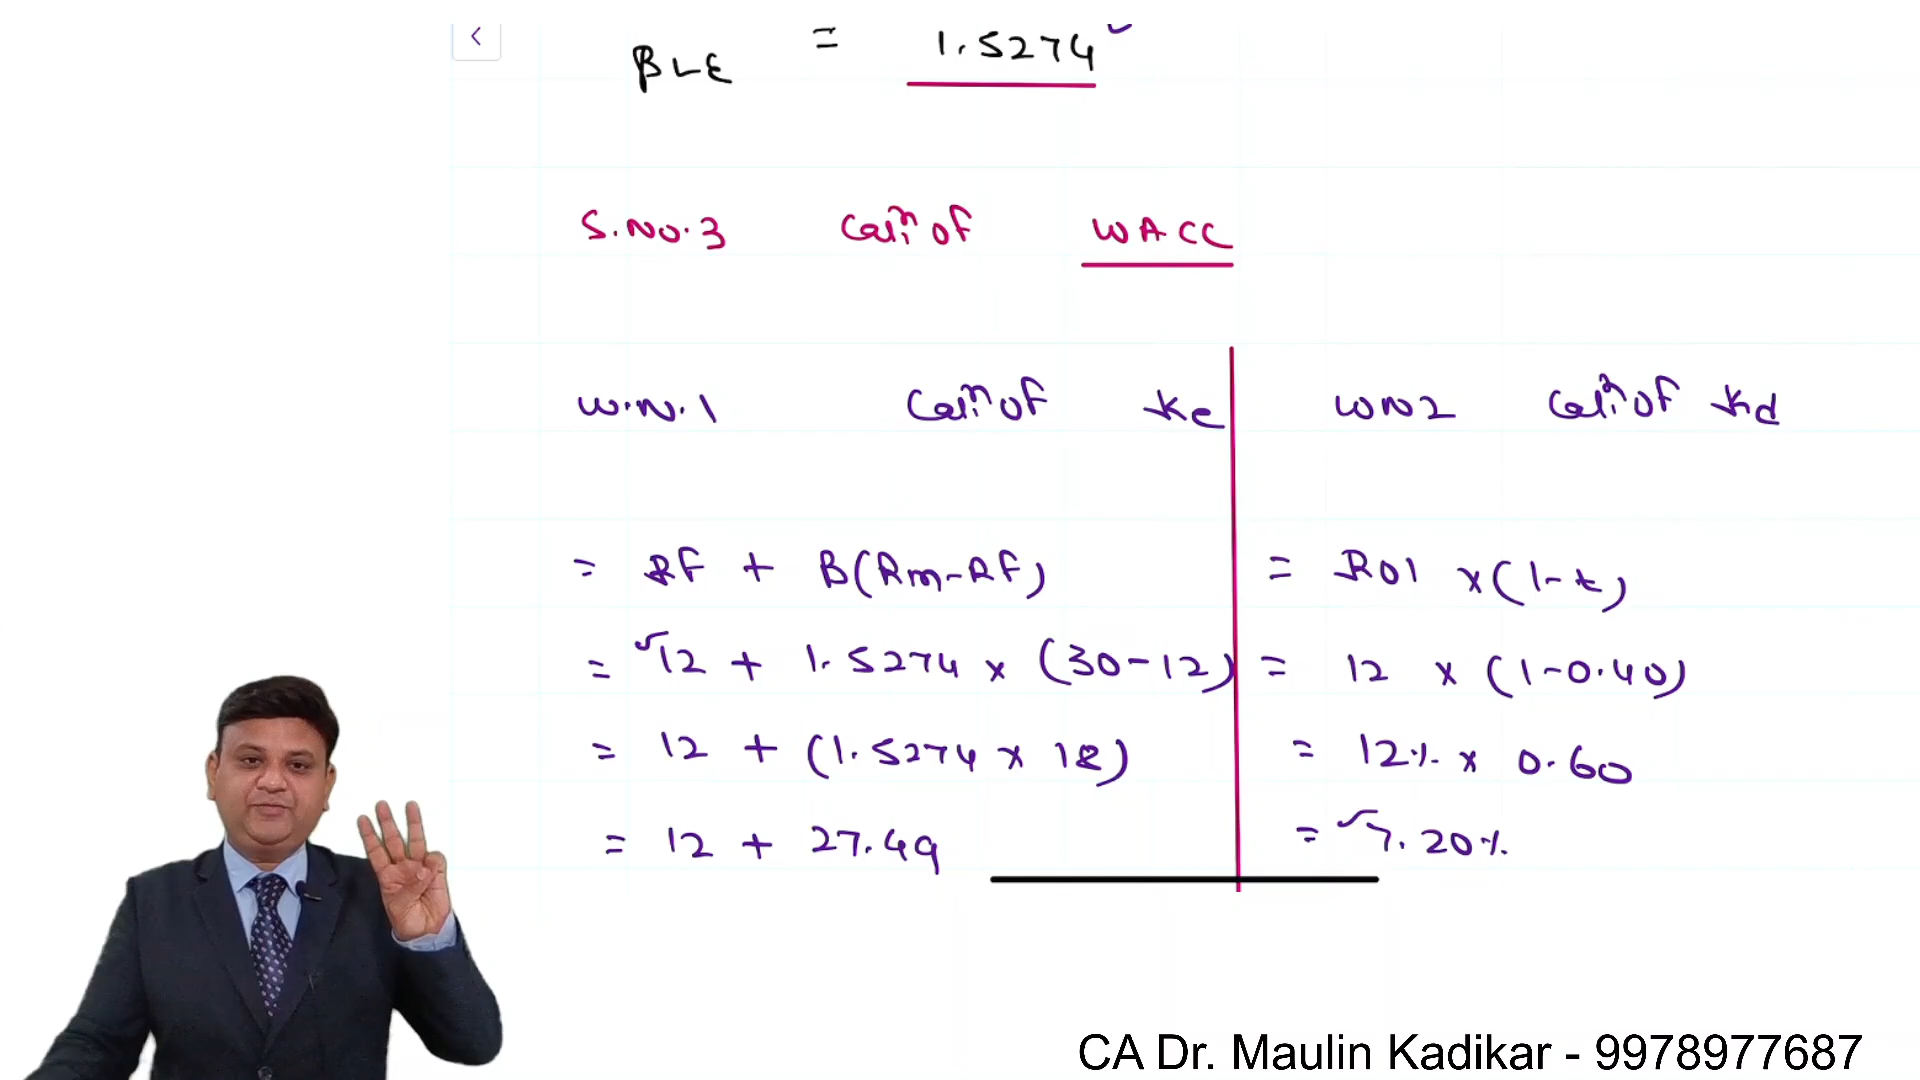 βLE = 1.5274
S.NO.3 Calⁿ of WACC
W.N.1 Calⁿ of Ke
= RF + B(Rm-RF)
= 12 + 1.5274 x (30-12)
= 12 + (1.5274 x 18)
= 12 + 27.49
WN2 Calⁿ of Kd
= ROI x (1-t)
= 12 x (1-0.40)
= 12% x 0.60
= 7.20%
CA Dr. Maulin Kadikar - 9978977687